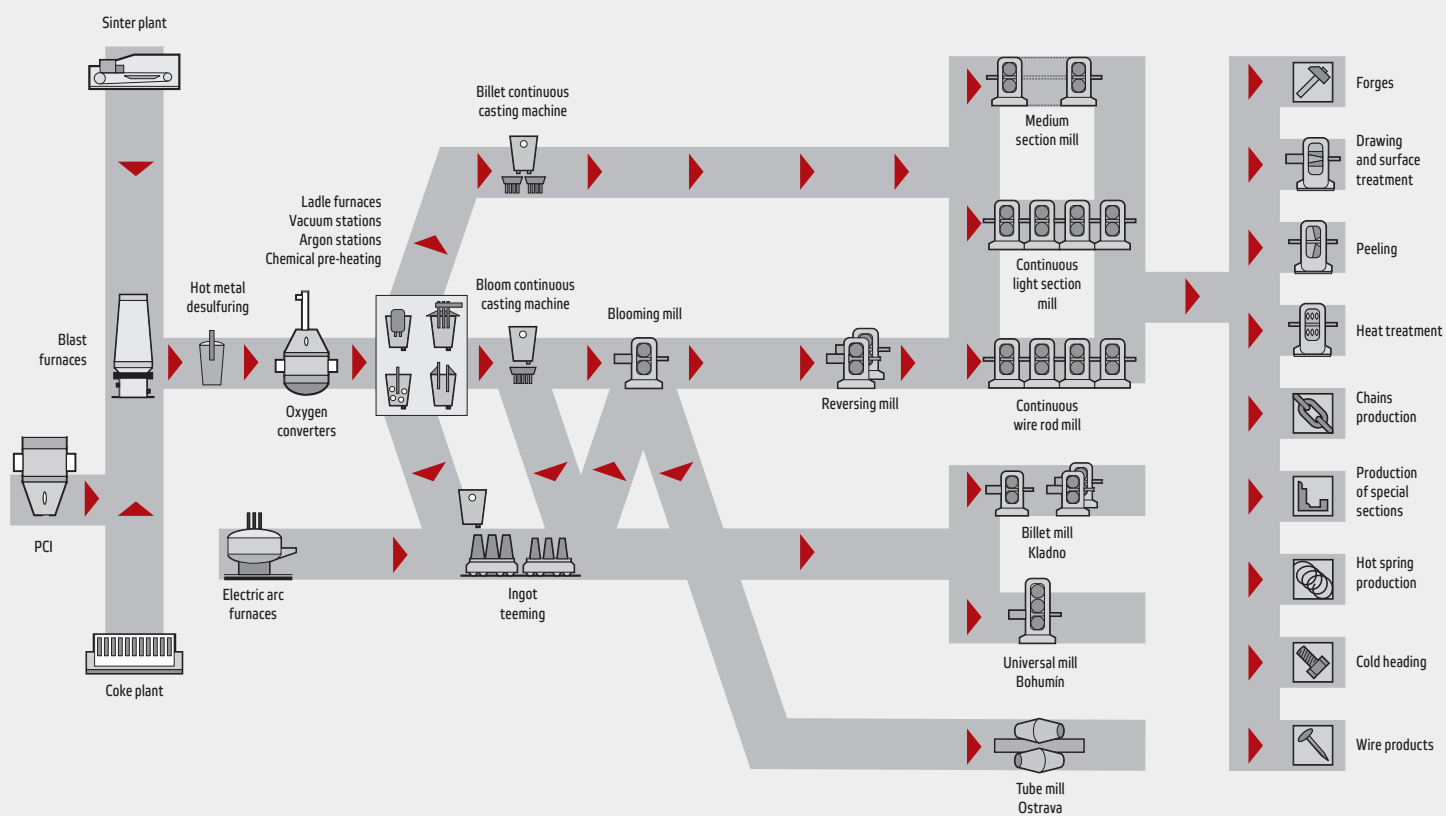 Sinter plant
Billet continuous
casting machine
Medium
section mill
Forges
Drawing
and surface
treatment
Ladle furnaces
Vacuum stations
Argon stations
Chemical pre-heating
Peeling
Hot metal
desulfuring
Bloom continuous
casting machine
Continuous
light section
mill
Blooming mill
Blast
furnaces
Heat treatment
Oxygen
converters
Reversing mill
Continuous
wire rod mill
Chains
production
Production
of special
sections
PCI
Billet mill
Kladno
Electric arc
furnaces
Ingot
teeming
Hot spring
production
Universal mill
Bohumín
Cold heading
Coke plant
Wire products
Tube mill
Ostrava